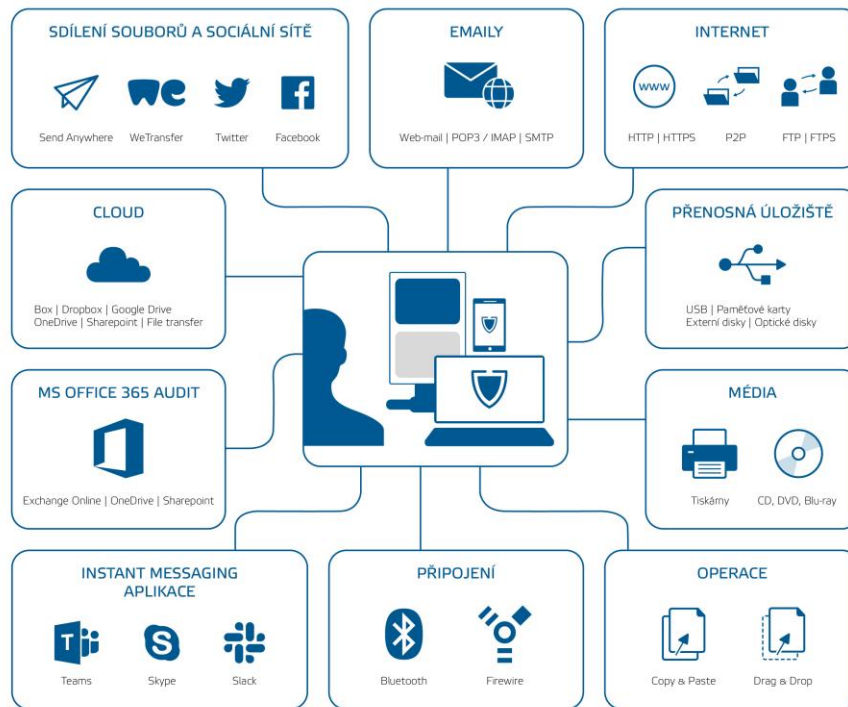 SDÍLENÍ SOUBORŮ A SOCIÁLNÍ SÍTĚ
Send Anywhere
WeTransfer
Twitter
Facebook
EMAILY
Web-mail | POP3 / IMAP | SMTP
INTERNET
www
HTTP | HTTPS
P2P
FTP | FTPS
CLOUD
Box | Dropbox | Google Drive
OneDrive | Sharepoint | File transfer
PŘENOSNÁ ÚLOŽIŠTĚ
USB | Paměťové karty
Externí disky | Optické disky
MS OFFICE 365 AUDIT
Exchange Online | OneDrive | Sharepoint
MÉDIA
Tiskárny
CD, DVD, Blu-ray
INSTANT MESSAGING
APLIKACE
T
S
Teams
Skype
Slack
PŘIPOJENÍ
Bluetooth
Firewire
OPERACE
Copy & Paste
Drag & Drop